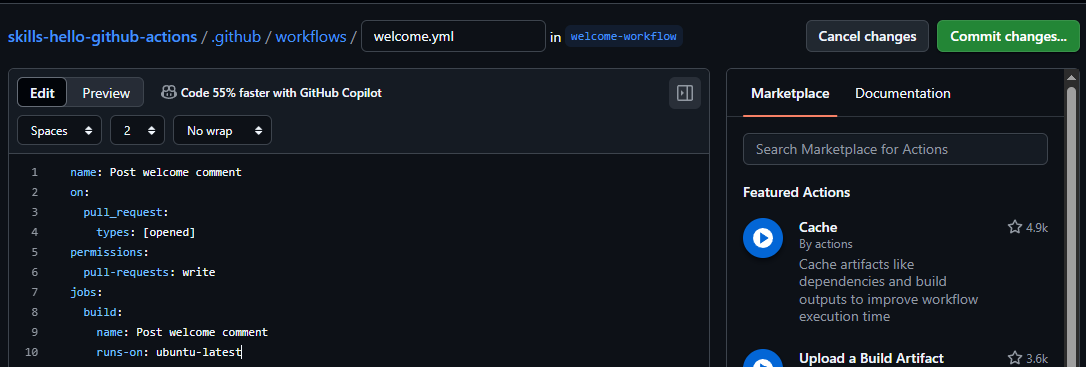 skills-hello-github-actions / .github / workflows / welcome.yml in welcome-workflow Cancel changes Commit changes...
Edit Preview Code 55% faster with GitHub Copilot
Spaces 2 No wrap
1 name: Post welcome comment
2 on:
3   pull_request:
4     types: [opened]
5 permissions:
6   pull-requests: write
7 jobs:
8   build:
9     name: Post welcome comment
10     runs-on: ubuntu-latest
Marketplace Documentation
Search Marketplace for Actions
Featured Actions
Cache 4.9k
By actions
Cache artifacts like
dependencies and build
outputs to improve workflow
execution time
Upload a Build Artifact 3.6k